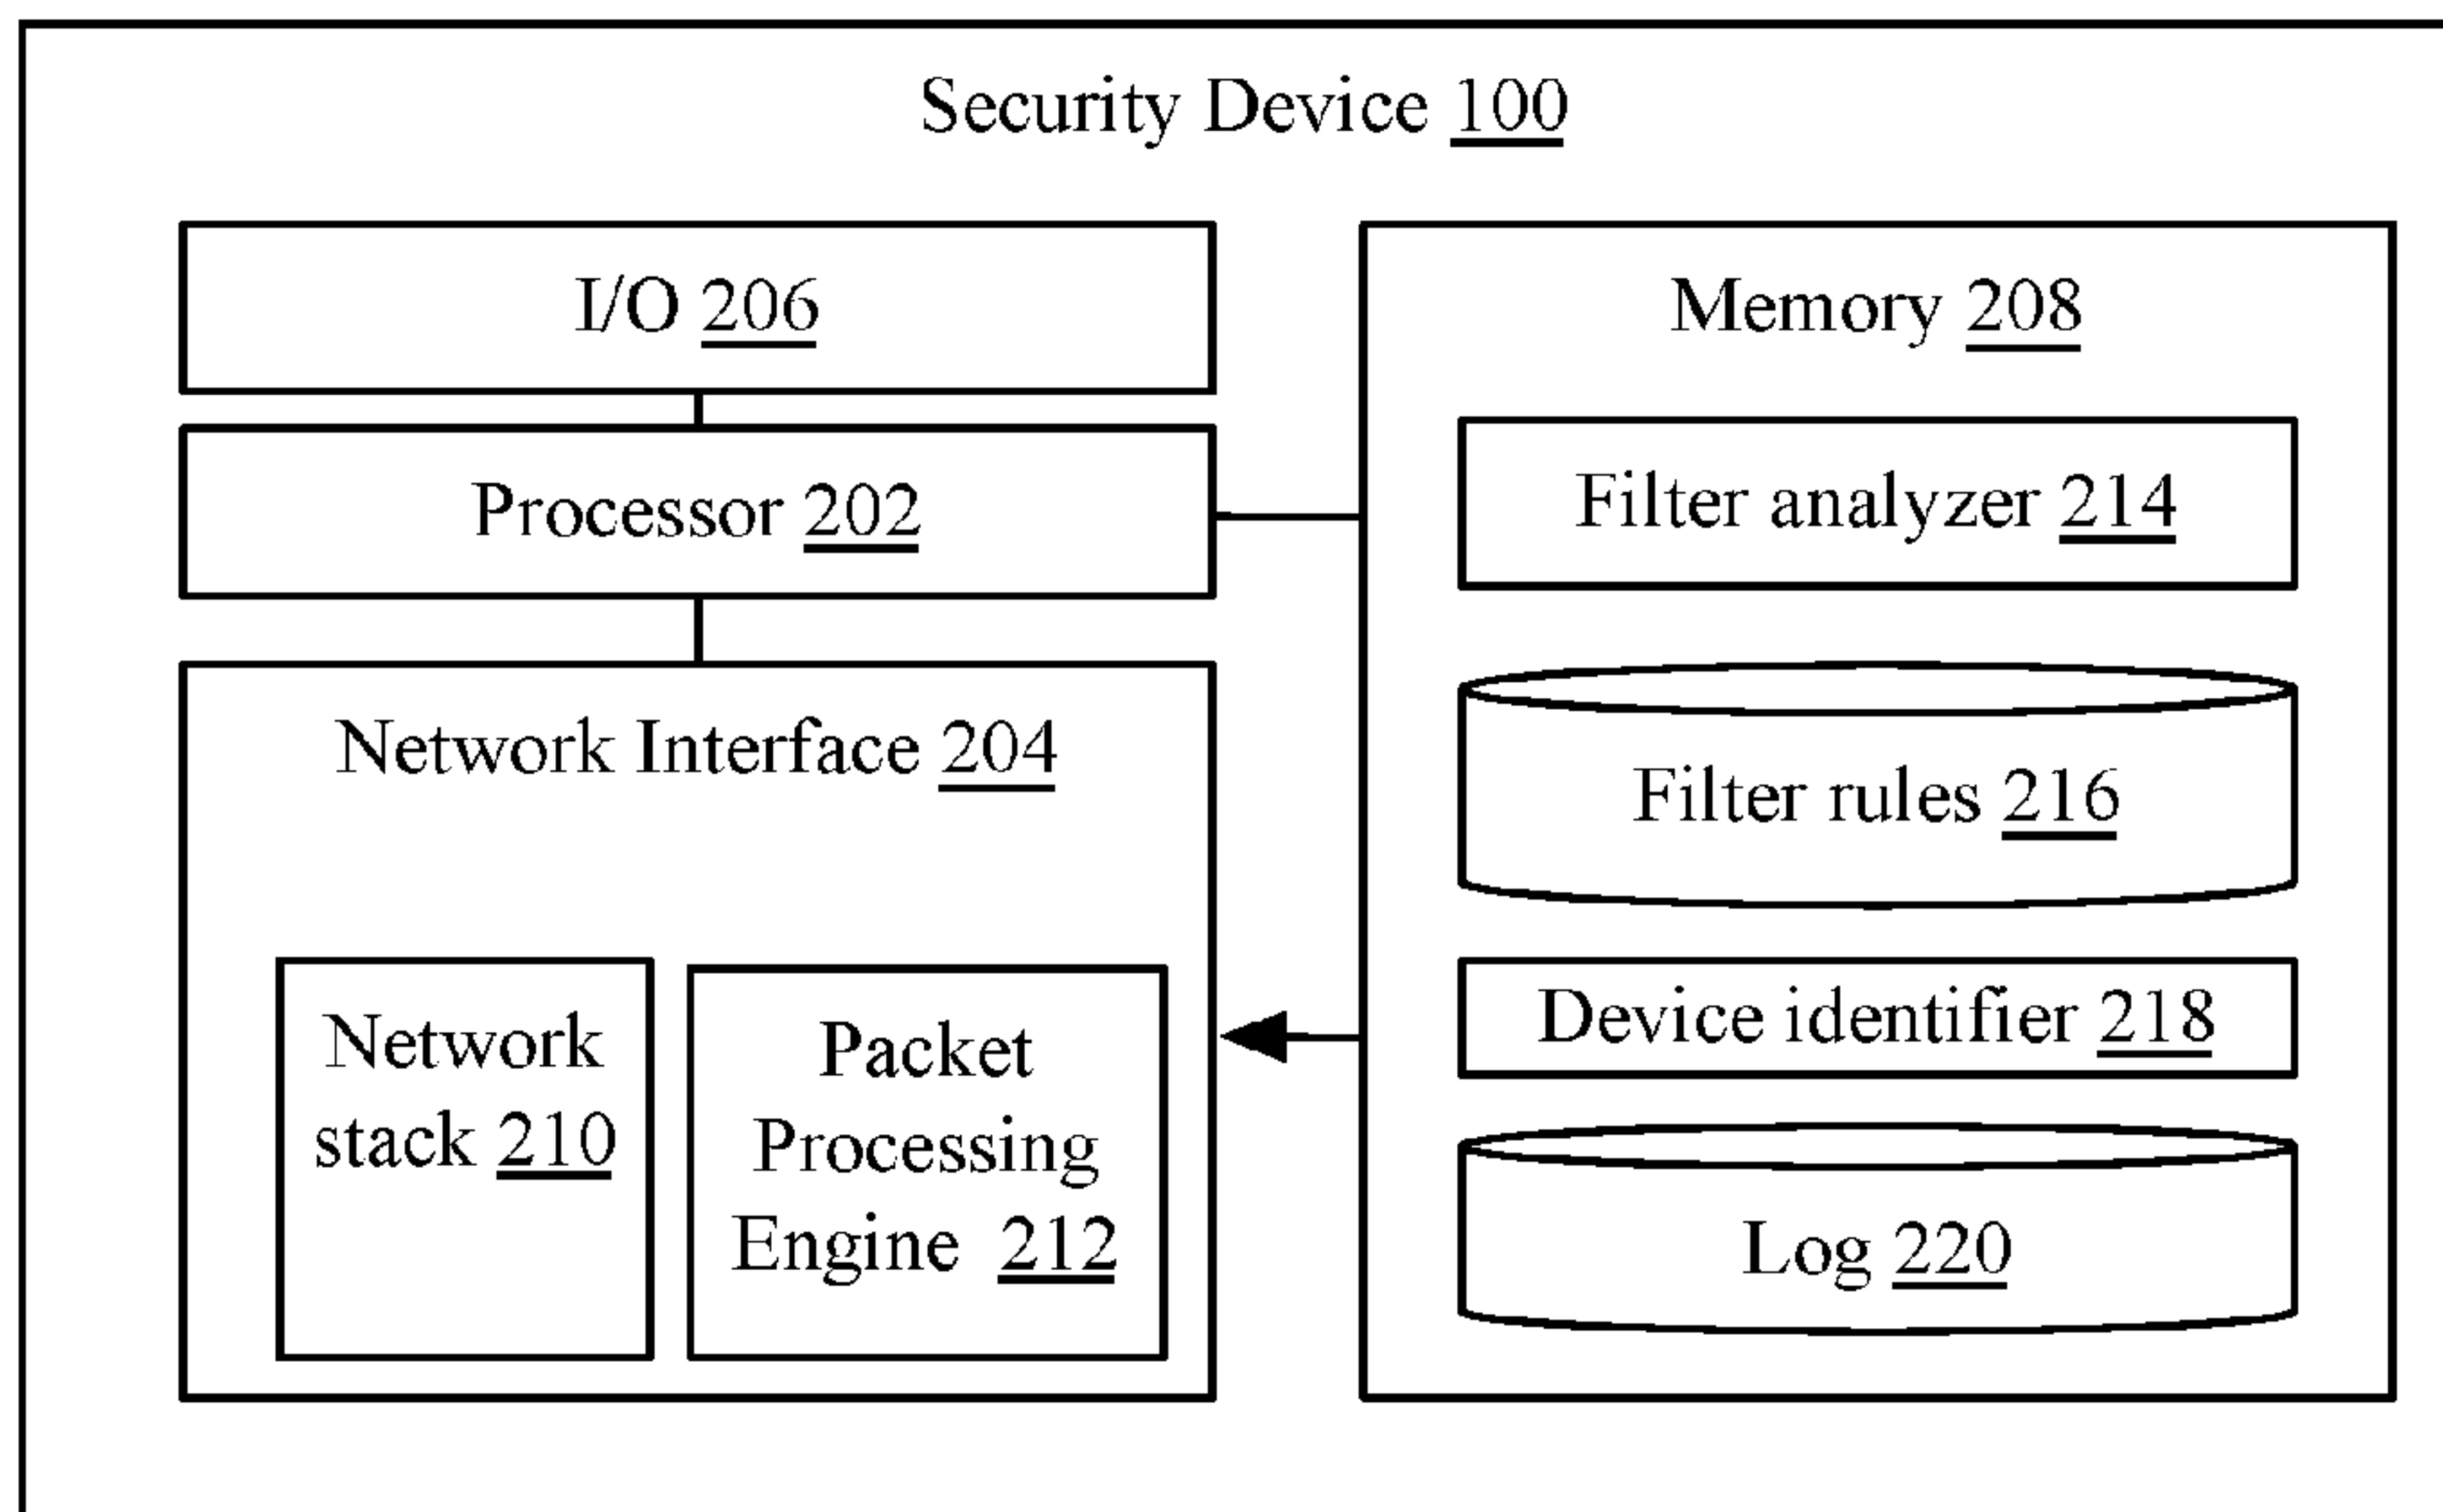 Security Device 100
I/O 206
Processor 202
Network Interface 204
Network
stack 210
Packet
Processing
Engine 212
Memory 208
Filter analyzer 214
Filter rules 216
Device identifier 218
Log 220